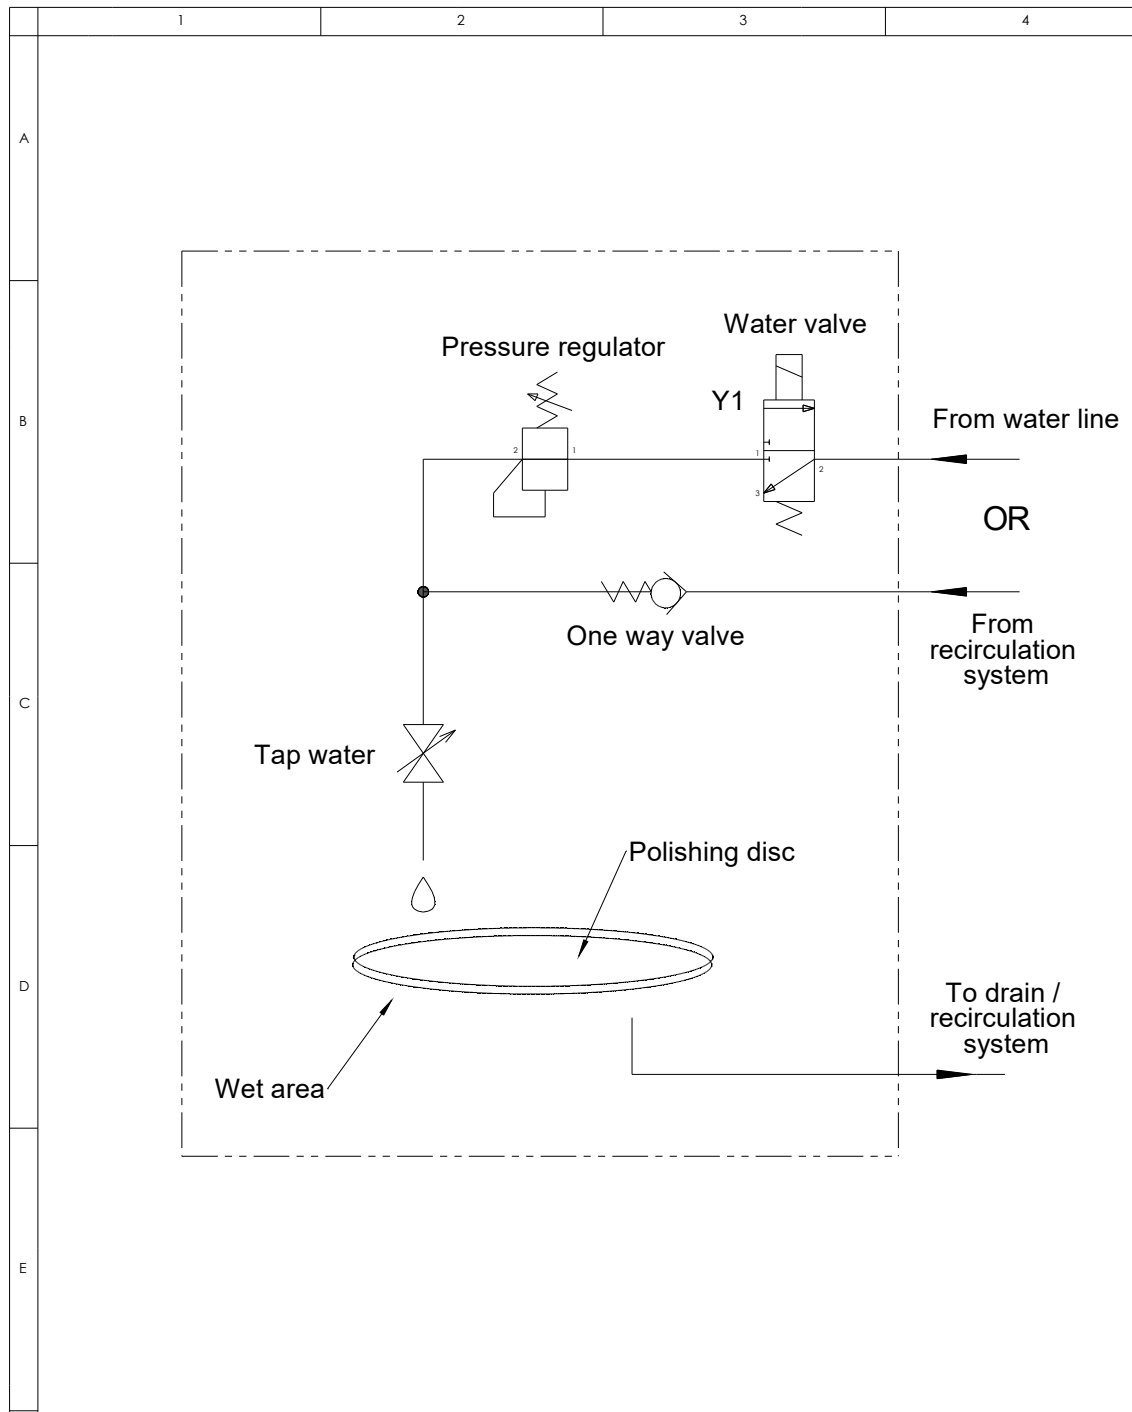 1 2 3 4
A
Water valve
Pressure regulator
Y1
B
From water line
2 1
1
2
3
OR
One way valve
From
recirculation
system
C
Tap water
Polishing disc
D
To drain /
recirculation
system
Wet area
E